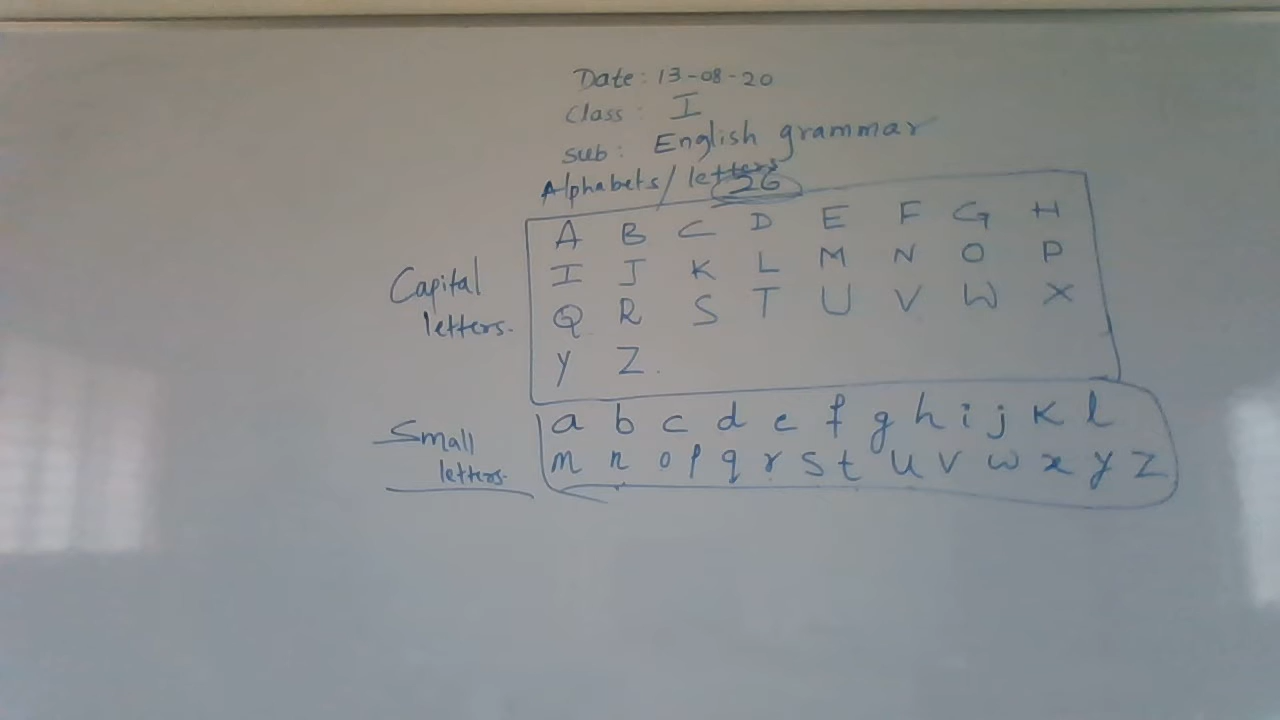 Date: 13-08-20
Class: I
Sub: English grammar
Alphabets/ letters 26
A B C D E F G H
Capital I J K L M N O P
letters. Q R S T U V W X
Y Z.
a b c d e f g h i j k l
Small letters. m n o p q r s t u v w x y z